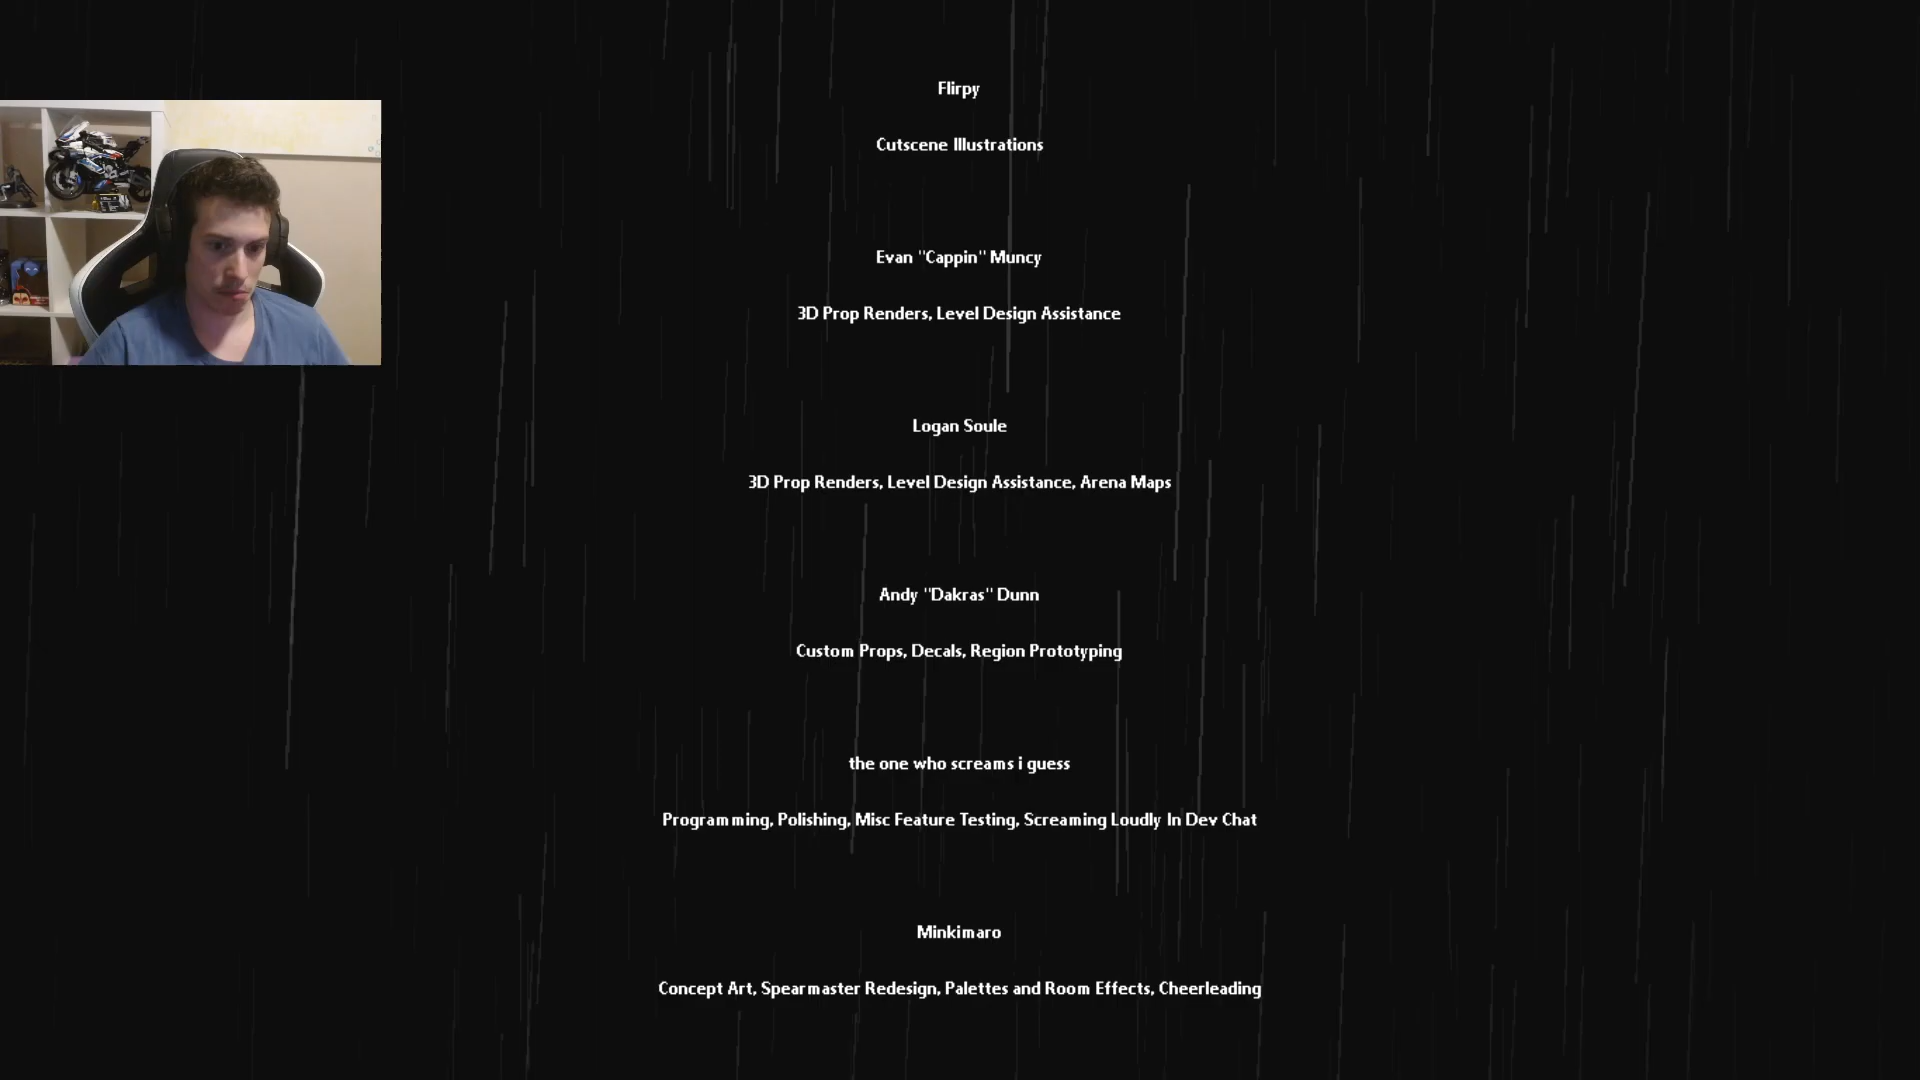 Flirpy
Cutscene Illustrations
Evan "Cappin" Muncy
3D Prop Renders, Level Design Assistance
Logan Soule
3D Prop Renders, Level Design Assistance, Arena Maps
Andy "Dakras" Dunn
Custom Props, Decals, Region Prototyping
the one who screams i guess
Programming, Polishing, Misc Feature Testing, Screaming Loudly In Dev Chat
Minkimaro
Concept Art, Spearmaster Redesign, Palettes and Room Effects, Cheerleading